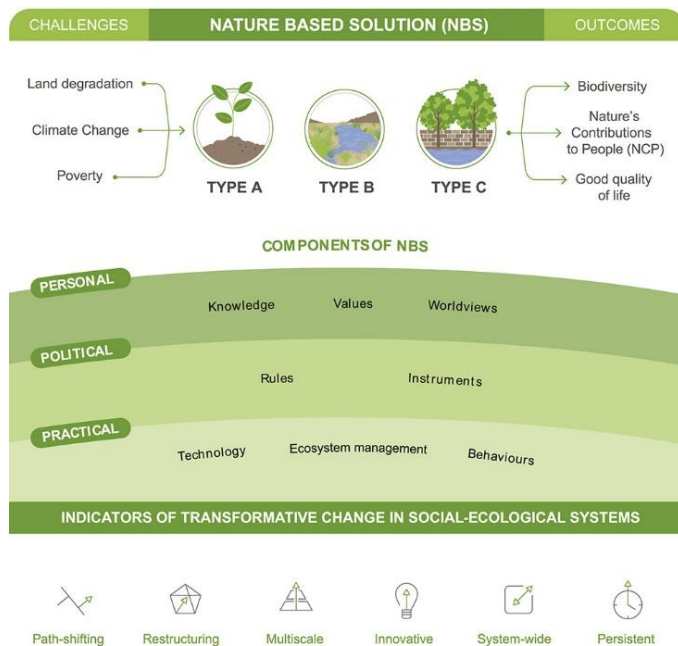 CHALLENGES
NATURE BASED SOLUTION (NBS)
OUTCOMES
Land degradation
Climate Change
Poverty
TYPE A
TYPE B
TYPE C
Biodiversity
Nature's
Contributions
to People (NCP)
Good quality
of life
COMPONENTS OF NBS
PERSONAL
Knowledge
Values
Worldviews
POLITICAL
Rules
Instruments
PRACTICAL
Technology
Ecosystem management
Behaviours
INDICATORS OF TRANSFORMATIVE CHANGE IN SOCIAL-ECOLOGICAL SYSTEMS
Path-shifting
Restructuring
Multiscale
Innovative
System-wide
Persistent